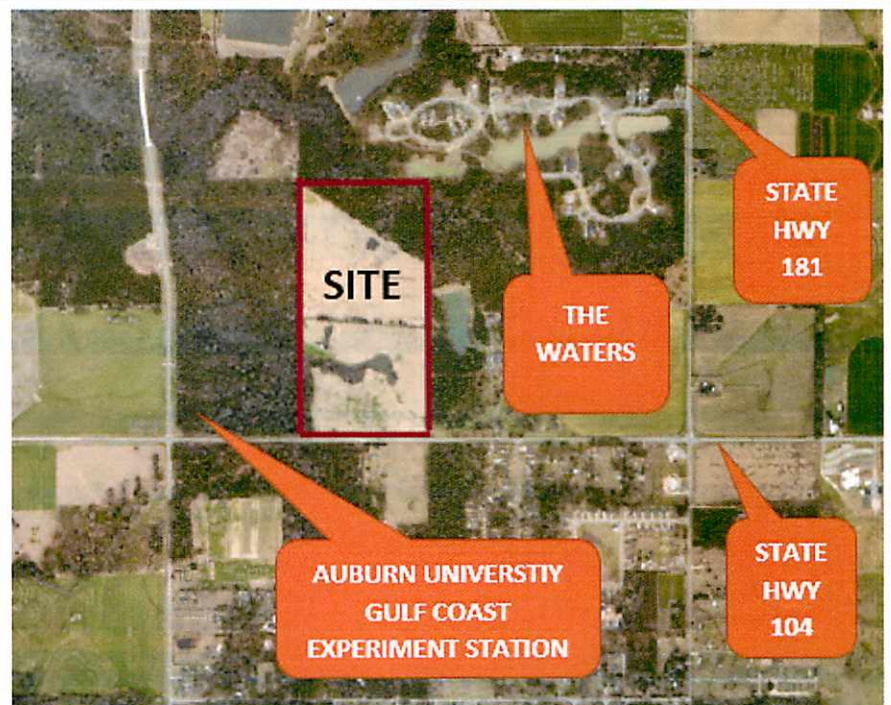 STATE
HWY
181
SITE
THE
WATERS
STATE
HWY
104
AUBURN UNIVERSTIY
GULF COAST
EXPERIMENT STATION